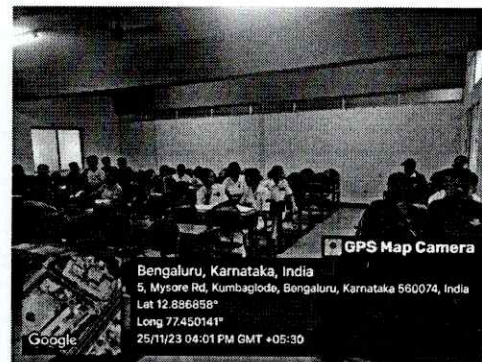 GPS Map Camera
Bengaluru, Karnataka, India
5, Mysore Rd, Kumbaglode, Bengaluru, Karnataka 560074, India
Lat 12.886858°
Long 77.450141°
25/11/23 04:01 PM GMT +05:30
Google